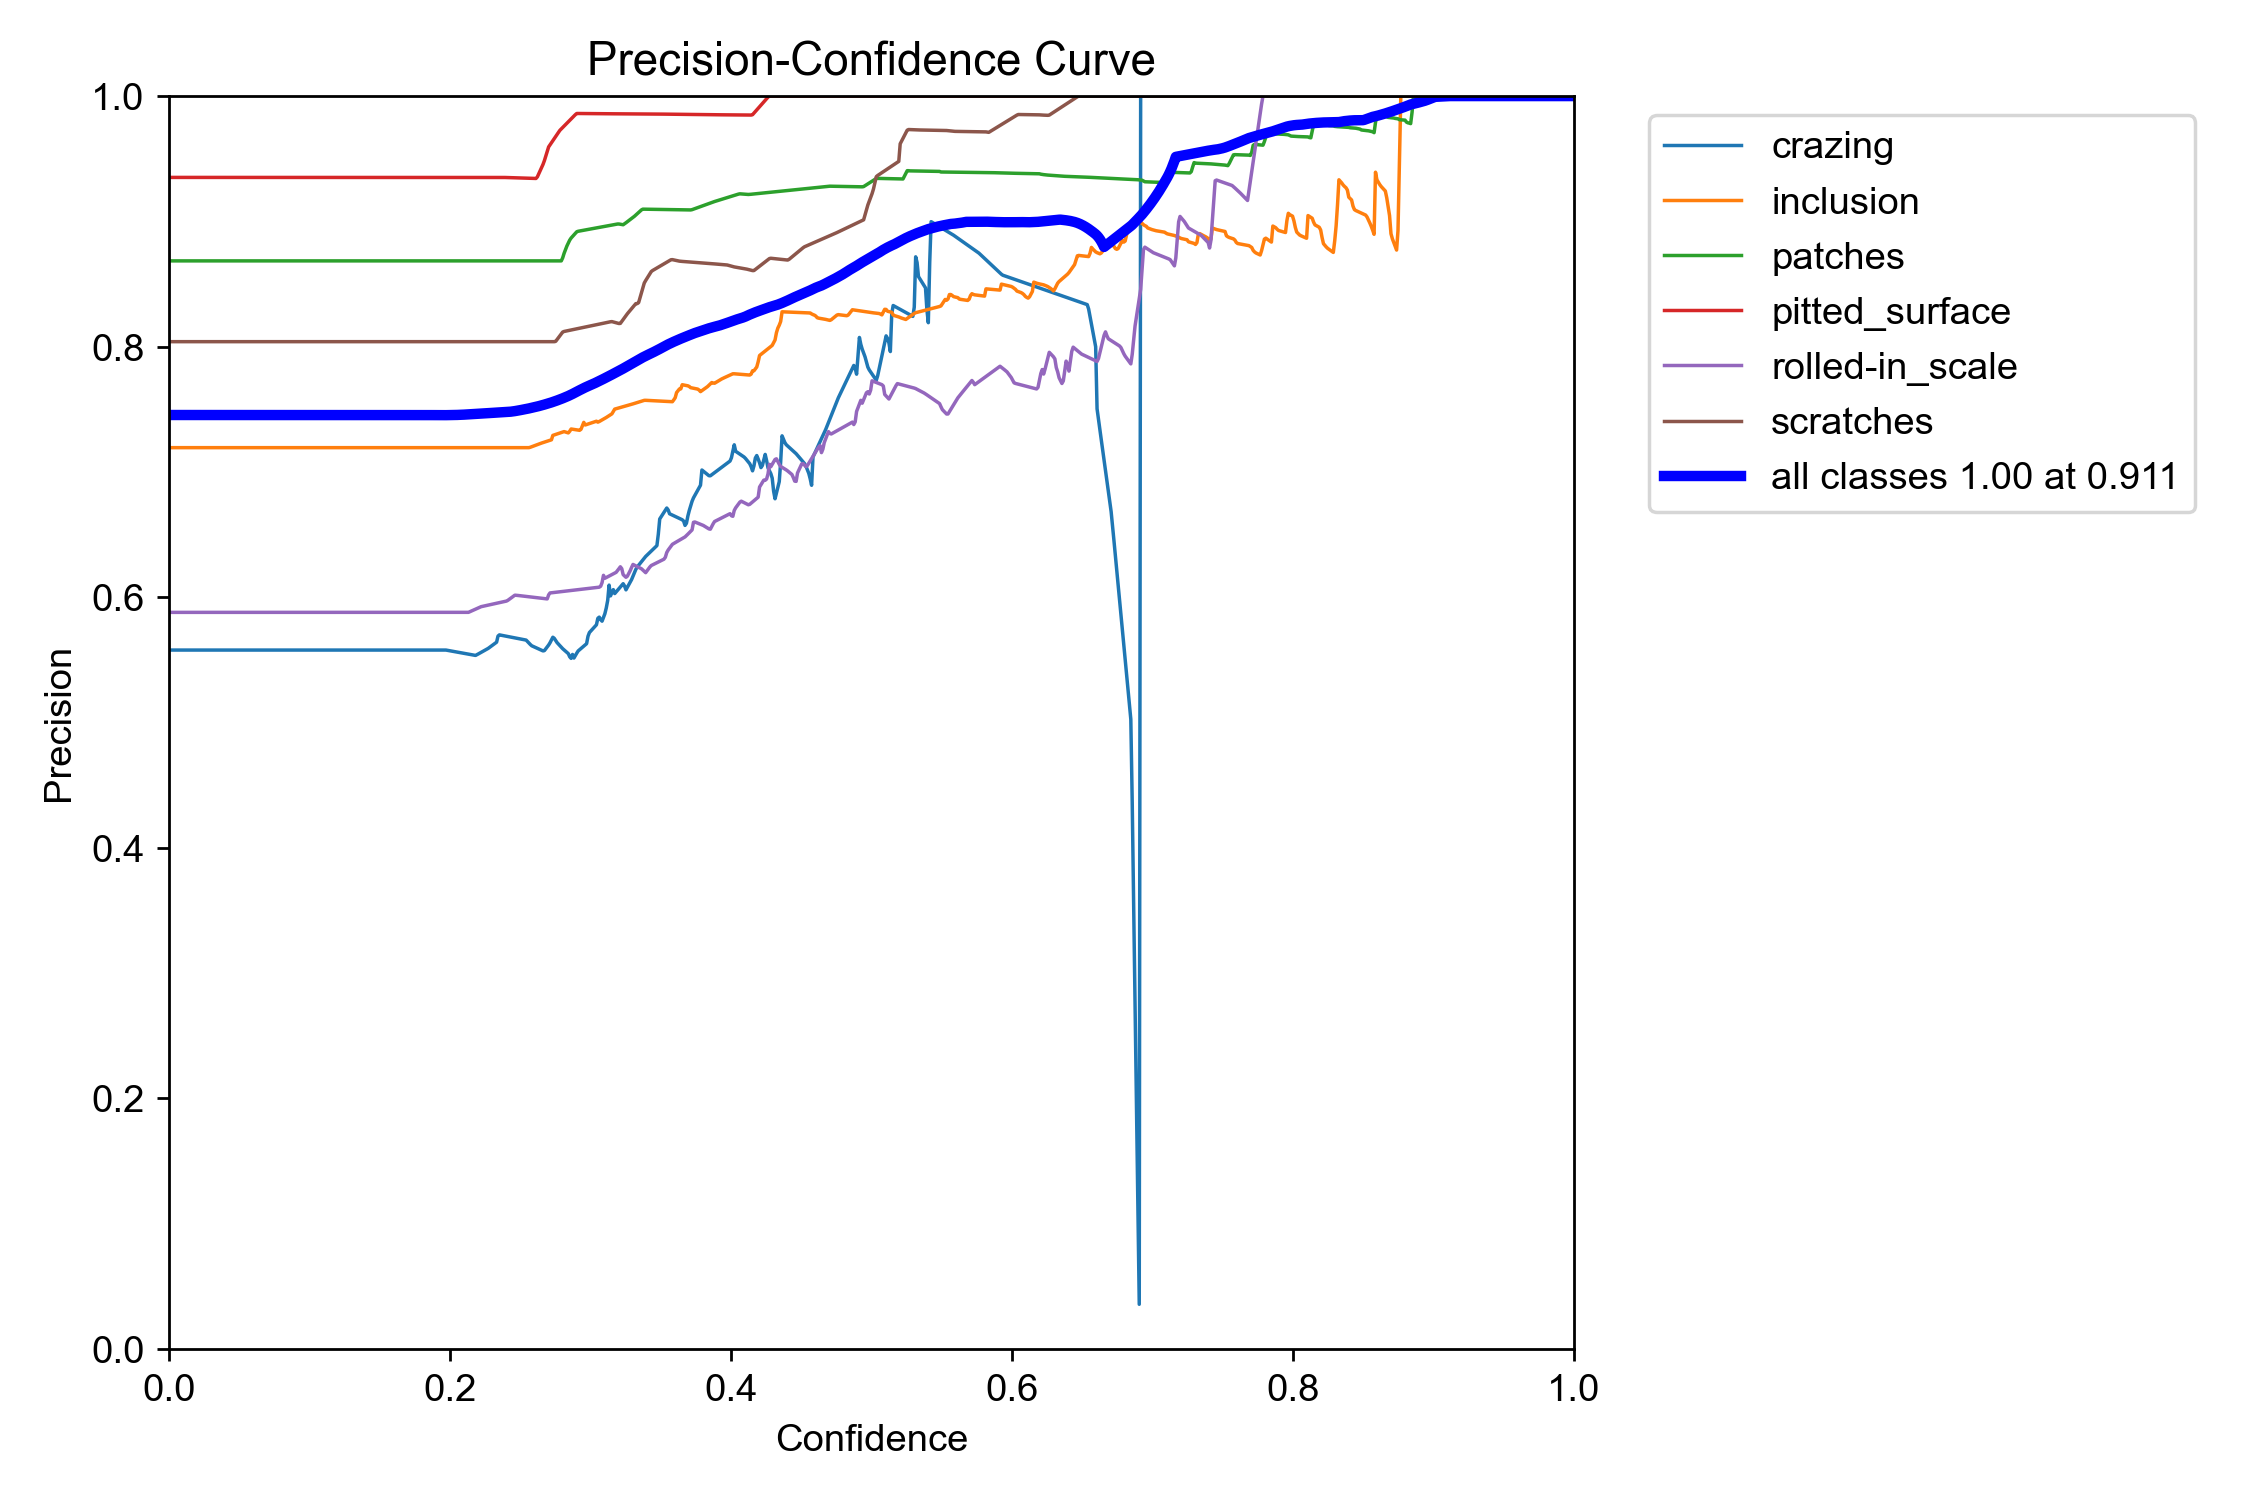 Precision-Confidence Curve
1.0
0.8
0.6
0.4
0.2
0.0
Precision
0.0 0.2 0.4 0.6 0.8 1.0
Confidence
crazing
inclusion
patches
pitted_surface
rolled-in_scale
scratches
all classes 1.00 at 0.911